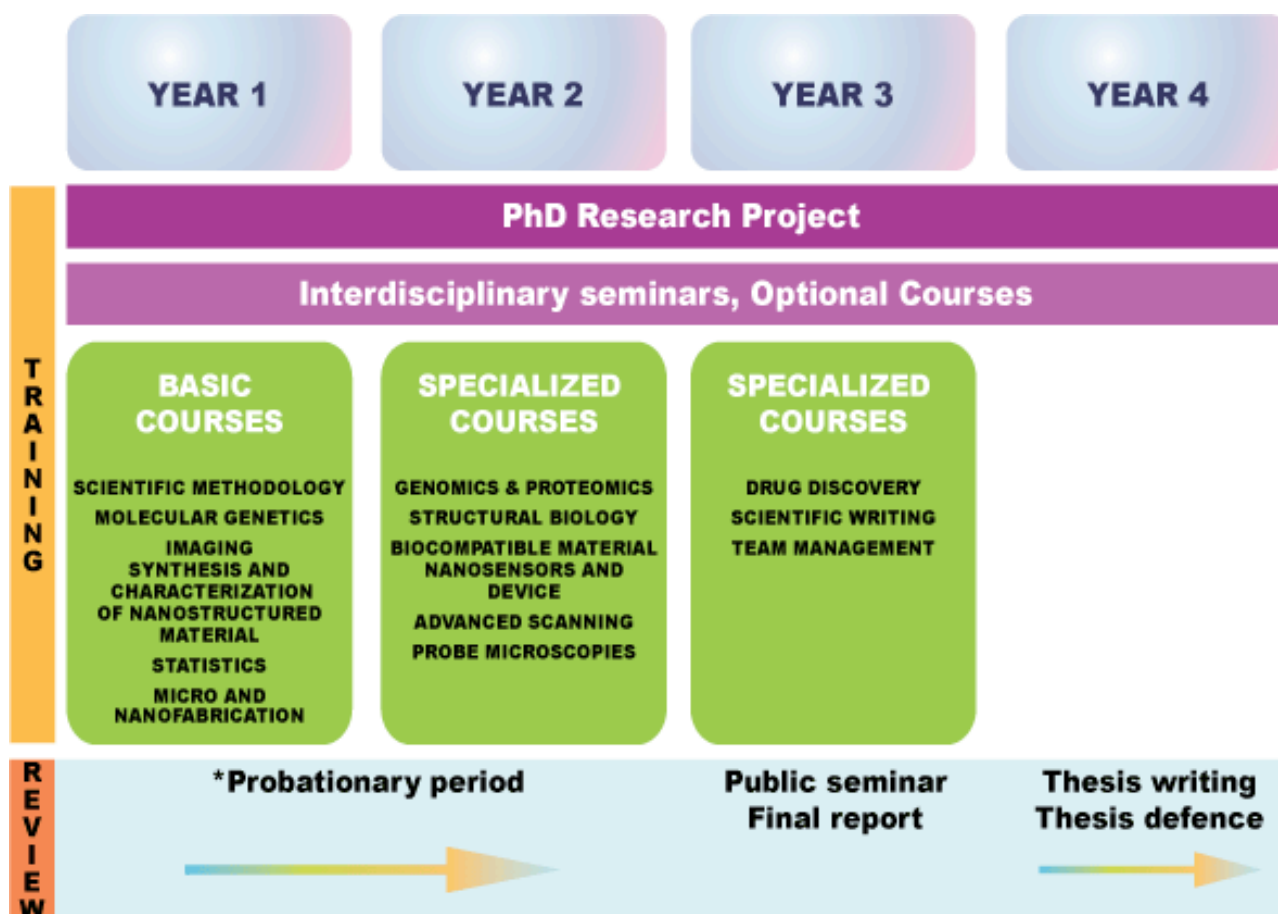 YEAR 1
YEAR 2
YEAR 3
YEAR 4
TRAINING
PhD Research Project
Interdisciplinary seminars, Optional Courses
BASIC
COURSES
SCIENTIFIC METHODOLOGY
MOLECULAR GENETICS
IMAGING
SYNTHESIS AND
CHARACTERIZATION
OF NANOSTRUCTURED
MATERIAL
STATISTICS
MICRO AND
NANOFABRICATION
SPECIALIZED
COURSES
GENOMICS & PROTEOMICS
STRUCTURAL BIOLOGY
BIOCOMPATIBLE MATERIAL
NANOSENSORS AND
DEVICE
ADVANCED SCANNING
PROBE MICROSCOPIES
SPECIALIZED
COURSES
DRUG DISCOVERY
SCIENTIFIC WRITING
TEAM MANAGEMENT
REVIEW
*Probationary period
Public seminar
Final report
Thesis writing
Thesis defence